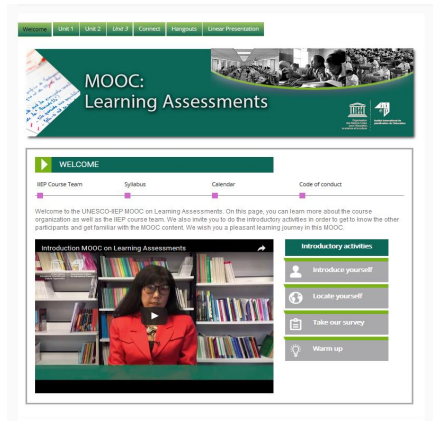 Welcome Unit 1 Unit 2 Unit 3 Connect Hangouts Linear Presentation
MOOC:
Learning Assessments
WELCOME
IIEP Course Team Syllabus Calendar Code of conduct
Welcome to the UNESCO-IIEP MOOC on Learning Assessments. On this page, you can learn more about the course
organization as well as the IIEP course team. We also invite you to do the introductory activities in order to get to know the other
participants and get familiar with the MOOC content. We wish you a pleasant learning journey in this MOOC.
Introduction MOOC on Learning Assessments
Introductory activities
Introduce yourself
Locate yourself
Take our survey
Warm up